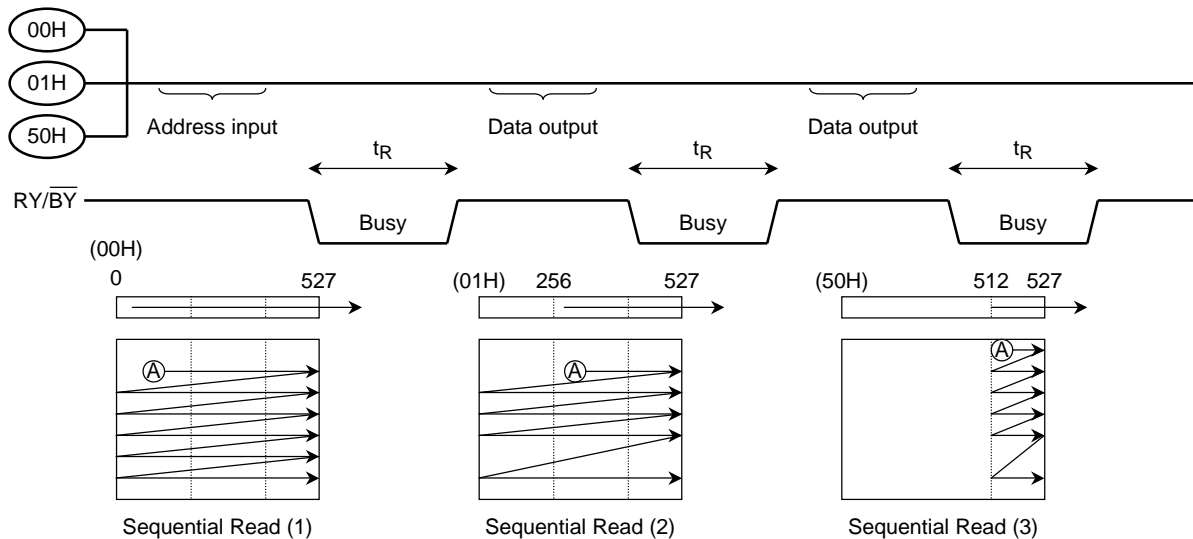 00H
01H
50H
Address input
Data output
Data output
tR
tR
tR
RY/BY
Busy
Busy
Busy
(00H)
0 527
(01H) 256 527
(50H) 512 527
A
A
A
Sequential Read (1)
Sequential Read (2)
Sequential Read (3)